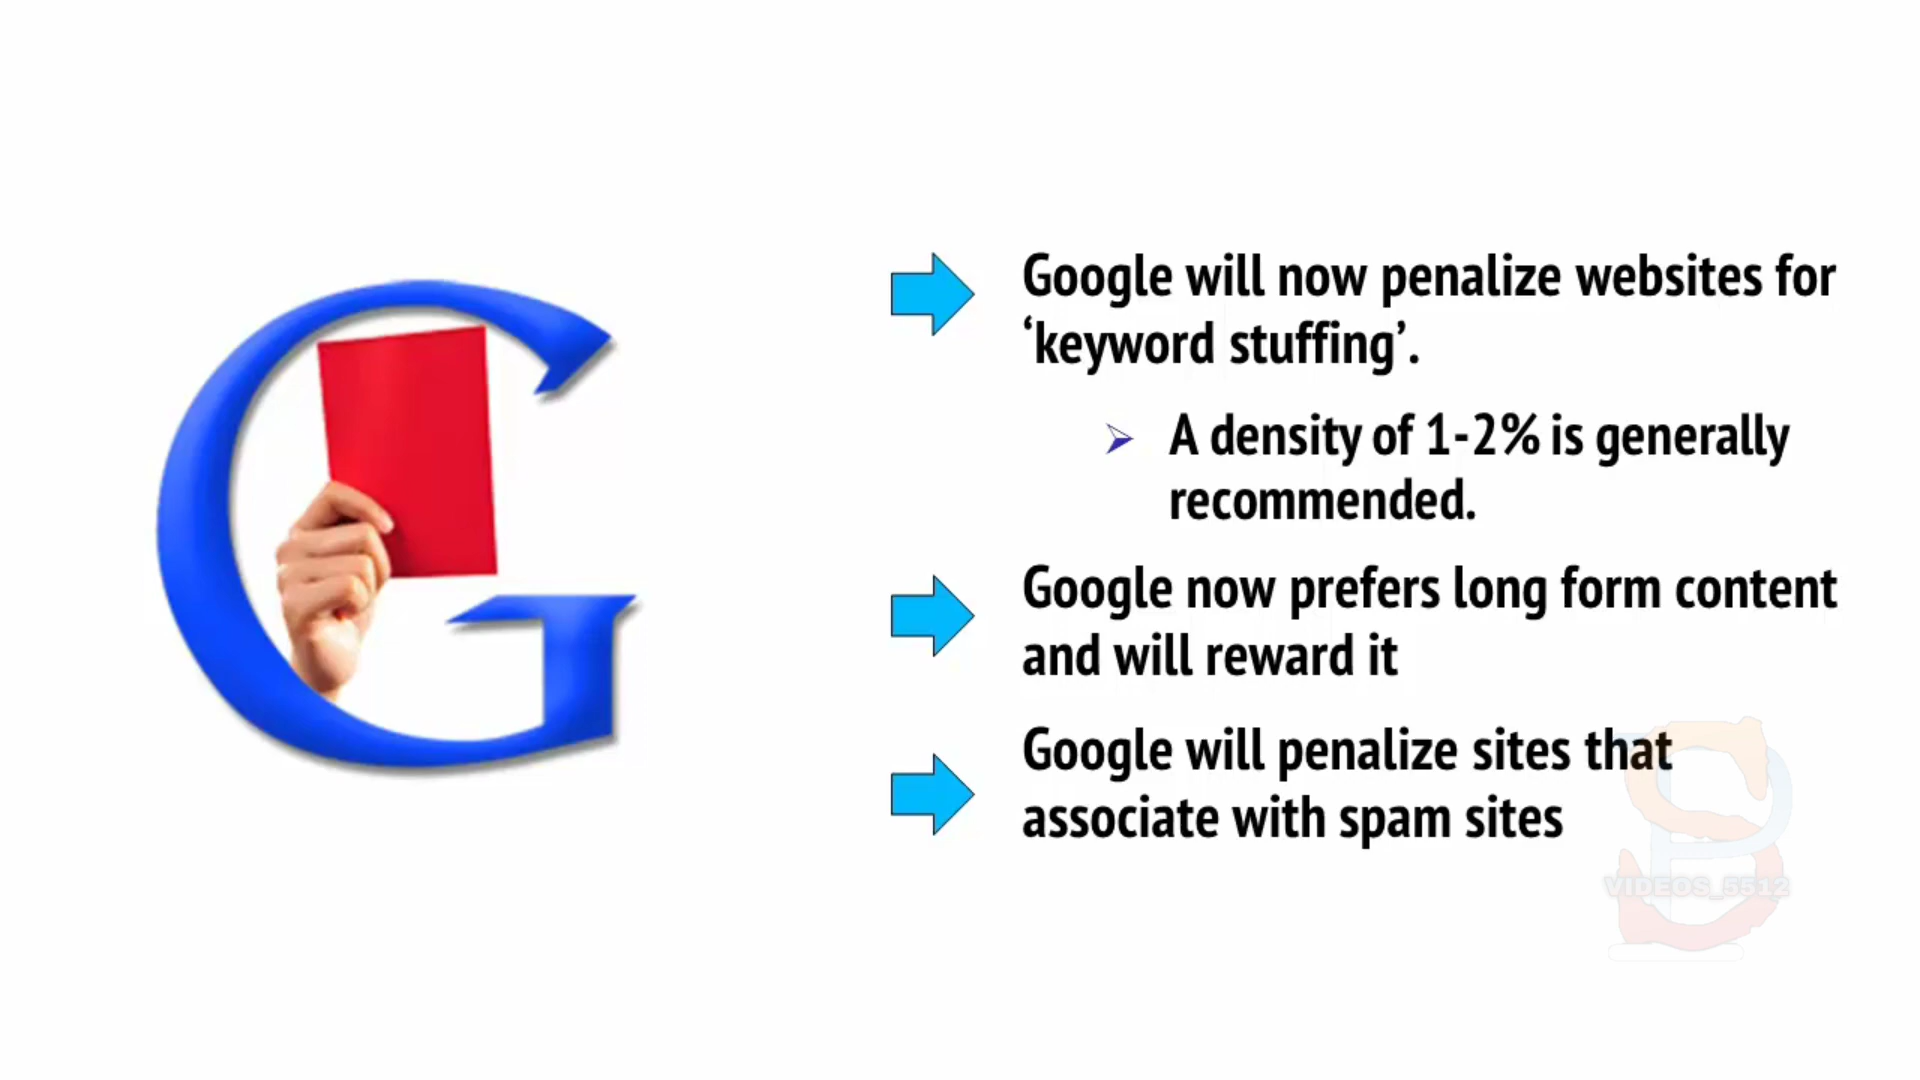 Google will now penalize websites for
‘keyword stuffing’.
A density of 1-2% is generally
recommended.
Google now prefers long form content
and will reward it
Google will penalize sites that
associate with spam sites
VIDEOS_5512